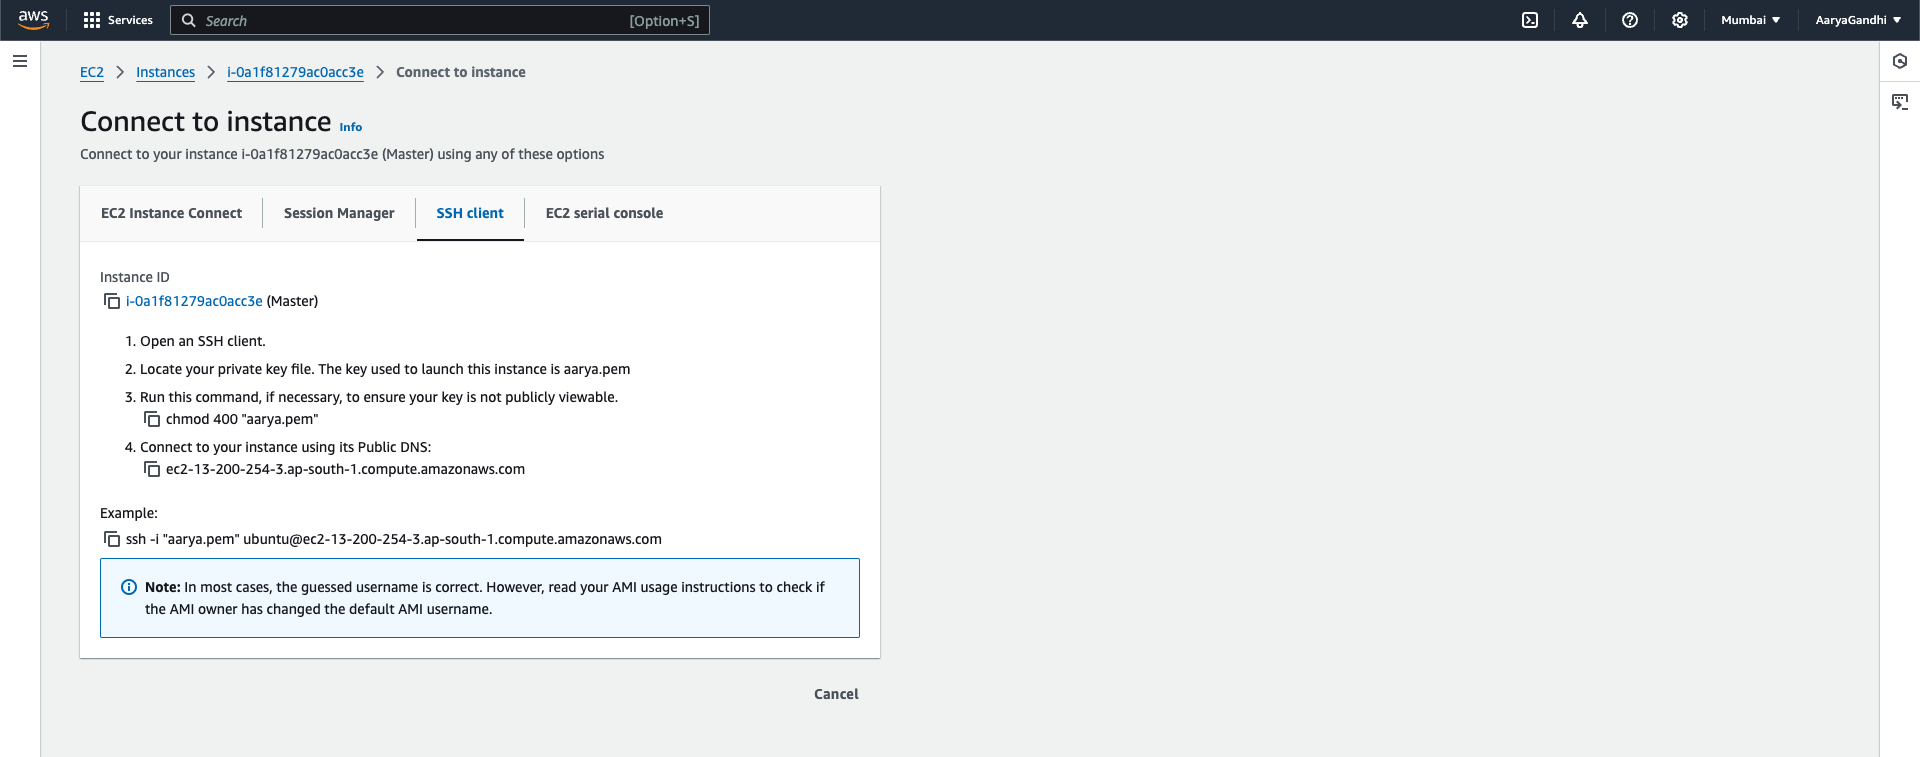 aws Services Search [Option+S] Mumbai AaryaGandhi
EC2 > Instances > i-0a1f81279ac0acc3e > Connect to instance
Connect to instance Info
Connect to your instance i-0a1f81279ac0acc3e (Master) using any of these options
EC2 Instance Connect Session Manager SSH client EC2 serial console
Instance ID
i-0a1f81279ac0acc3e (Master)
1. Open an SSH client.
2. Locate your private key file. The key used to launch this instance is aarya.pem
3. Run this command, if necessary, to ensure your key is not publicly viewable.
chmod 400 "aarya.pem"
4. Connect to your instance using its Public DNS:
ec2-13-200-254-3.ap-south-1.compute.amazonaws.com
Example:
ssh -i "aarya.pem" ubuntu@ec2-13-200-254-3.ap-south-1.compute.amazonaws.com
Note: In most cases, the guessed username is correct. However, read your AMI usage instructions to check if
the AMI owner has changed the default AMI username.
Cancel